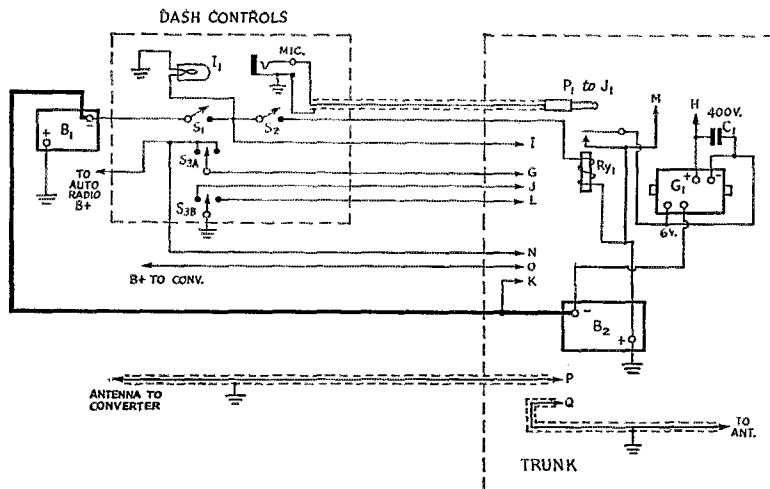 DASH CONTROLS
I1
MIC.
P1 to J1
M
H
400V.
C1
B1
+
-
S1
S2
I
Ry1
+
-
G1
S3A
G
TO
AUTO
RADIO
B+
J
S3B
L
6V.
N
O
B+ TO CONV.
K
-
B2
+
P
ANTENNA TO
CONVERTER
Q
TO
ANT.
TRUNK